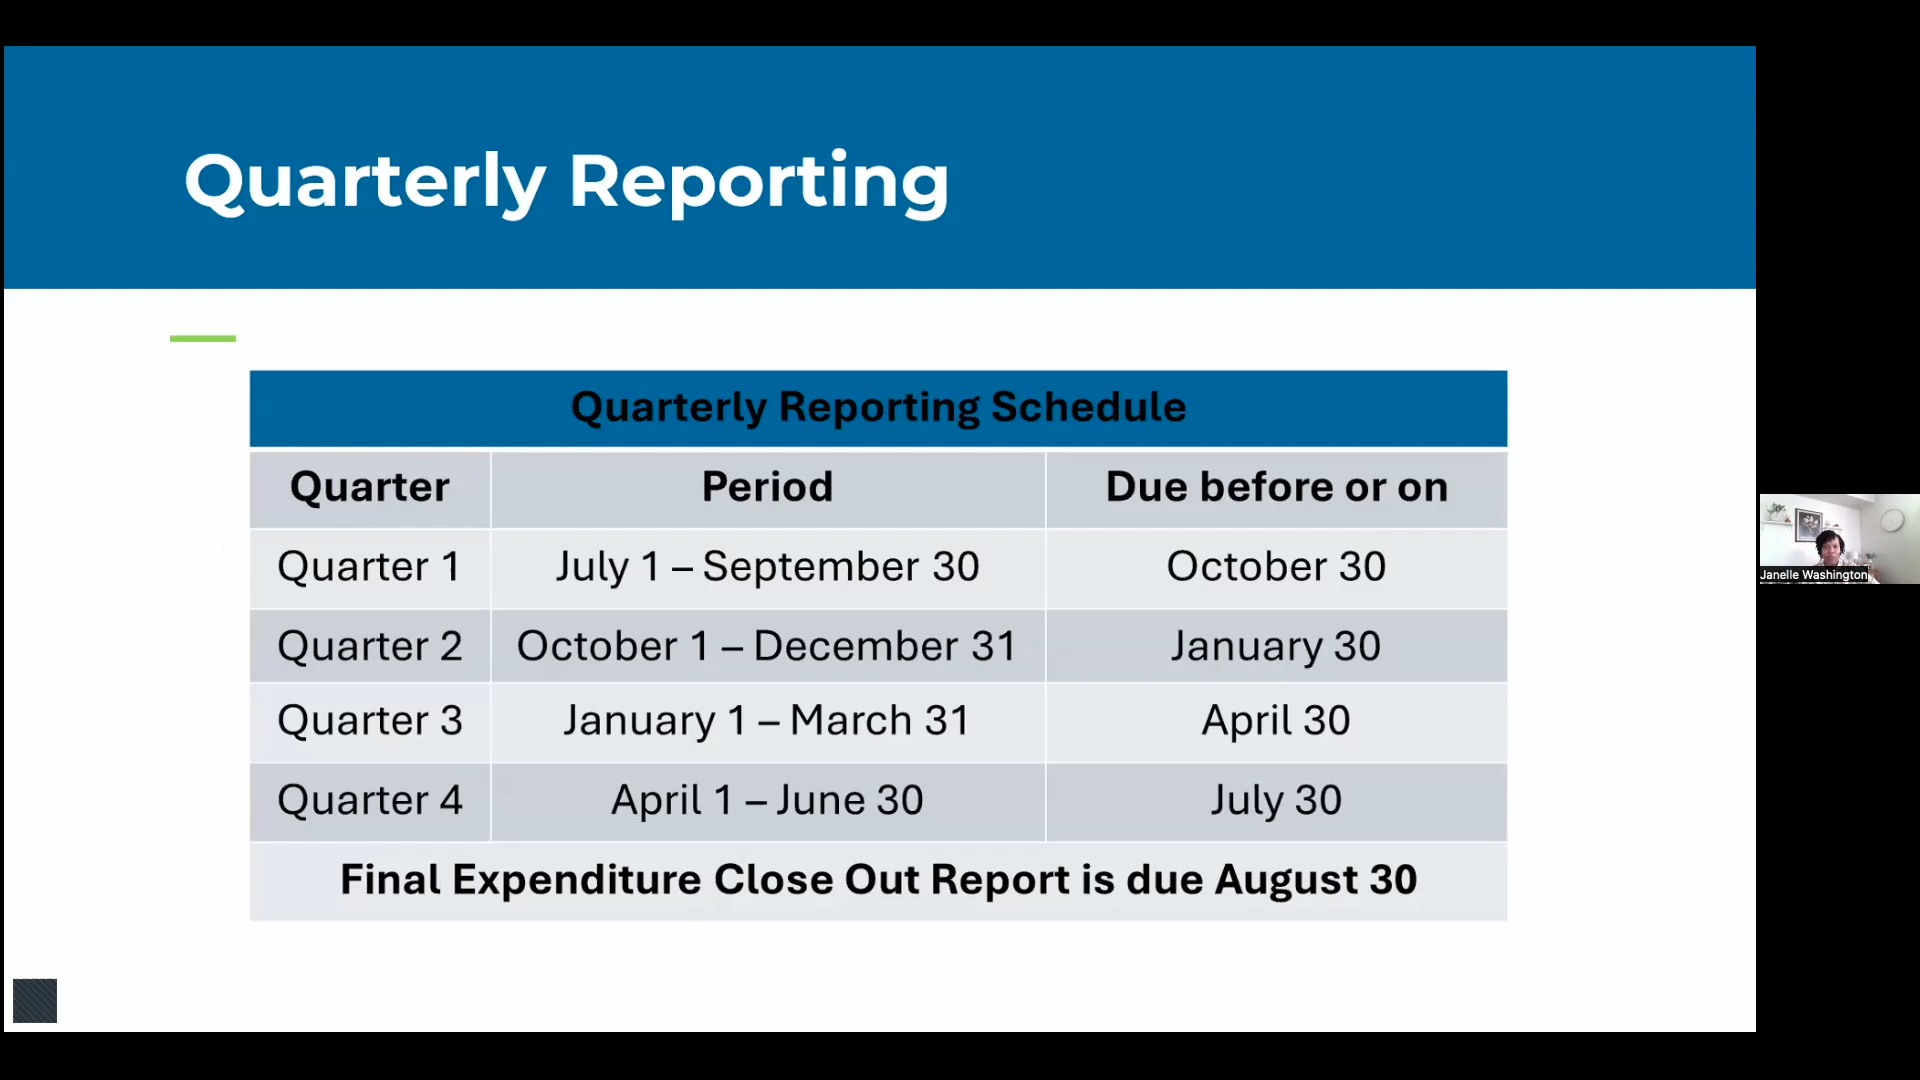 Quarterly Reporting
Quarterly Reporting Schedule
Quarter Period Due before or on
Quarter 1 July 1 – September 30 October 30
Quarter 2 October 1 – December 31 January 30
Quarter 3 January 1 – March 31 April 30
Quarter 4 April 1 – June 30 July 30
Final Expenditure Close Out Report is due August 30
Janelle Washington